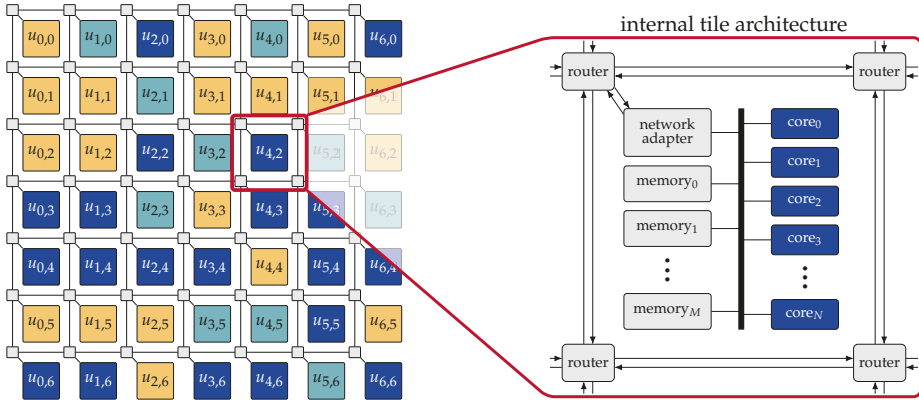 internal tile architecture
u0,0 u1,0 u2,0 u3,0 u4,0 u5,0 u6,0
u0,1 u1,1 u2,1 u3,1 u4,1 u5,1 u6,1
u0,2 u1,2 u2,2 u3,2 u4,2 u5,2 u6,2
u0,3 u1,3 u2,3 u3,3 u4,3 u5,3 u6,3
u0,4 u1,4 u2,4 u3,4 u4,4 u5,4 u6,4
u0,5 u1,5 u2,5 u3,5 u4,5 u5,5 u6,5
u0,6 u1,6 u2,6 u3,6 u4,6 u5,6 u6,6
router router
network
adapter
core0
memory0
core1
memory1
core2
core3
memoryM
coreN
router router